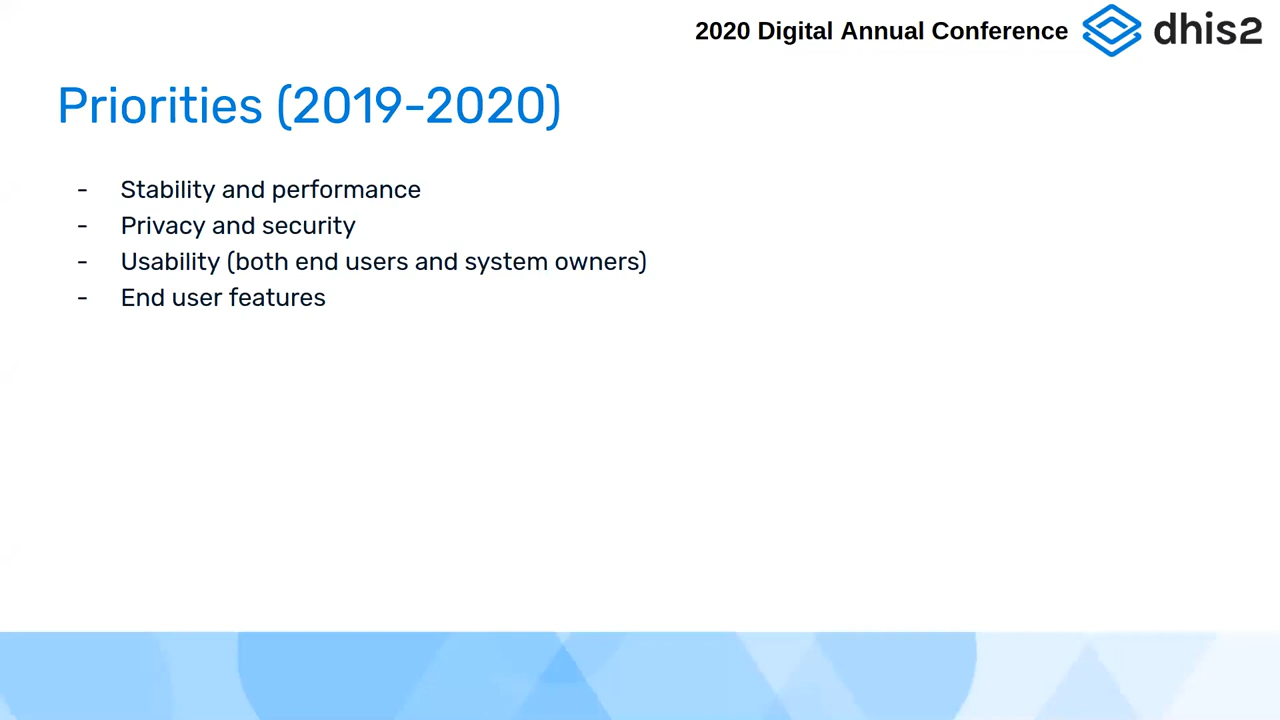 2020 Digital Annual Conference dhis2
Priorities (2019-2020)
- Stability and performance
- Privacy and security
- Usability (both end users and system owners)
- End user features